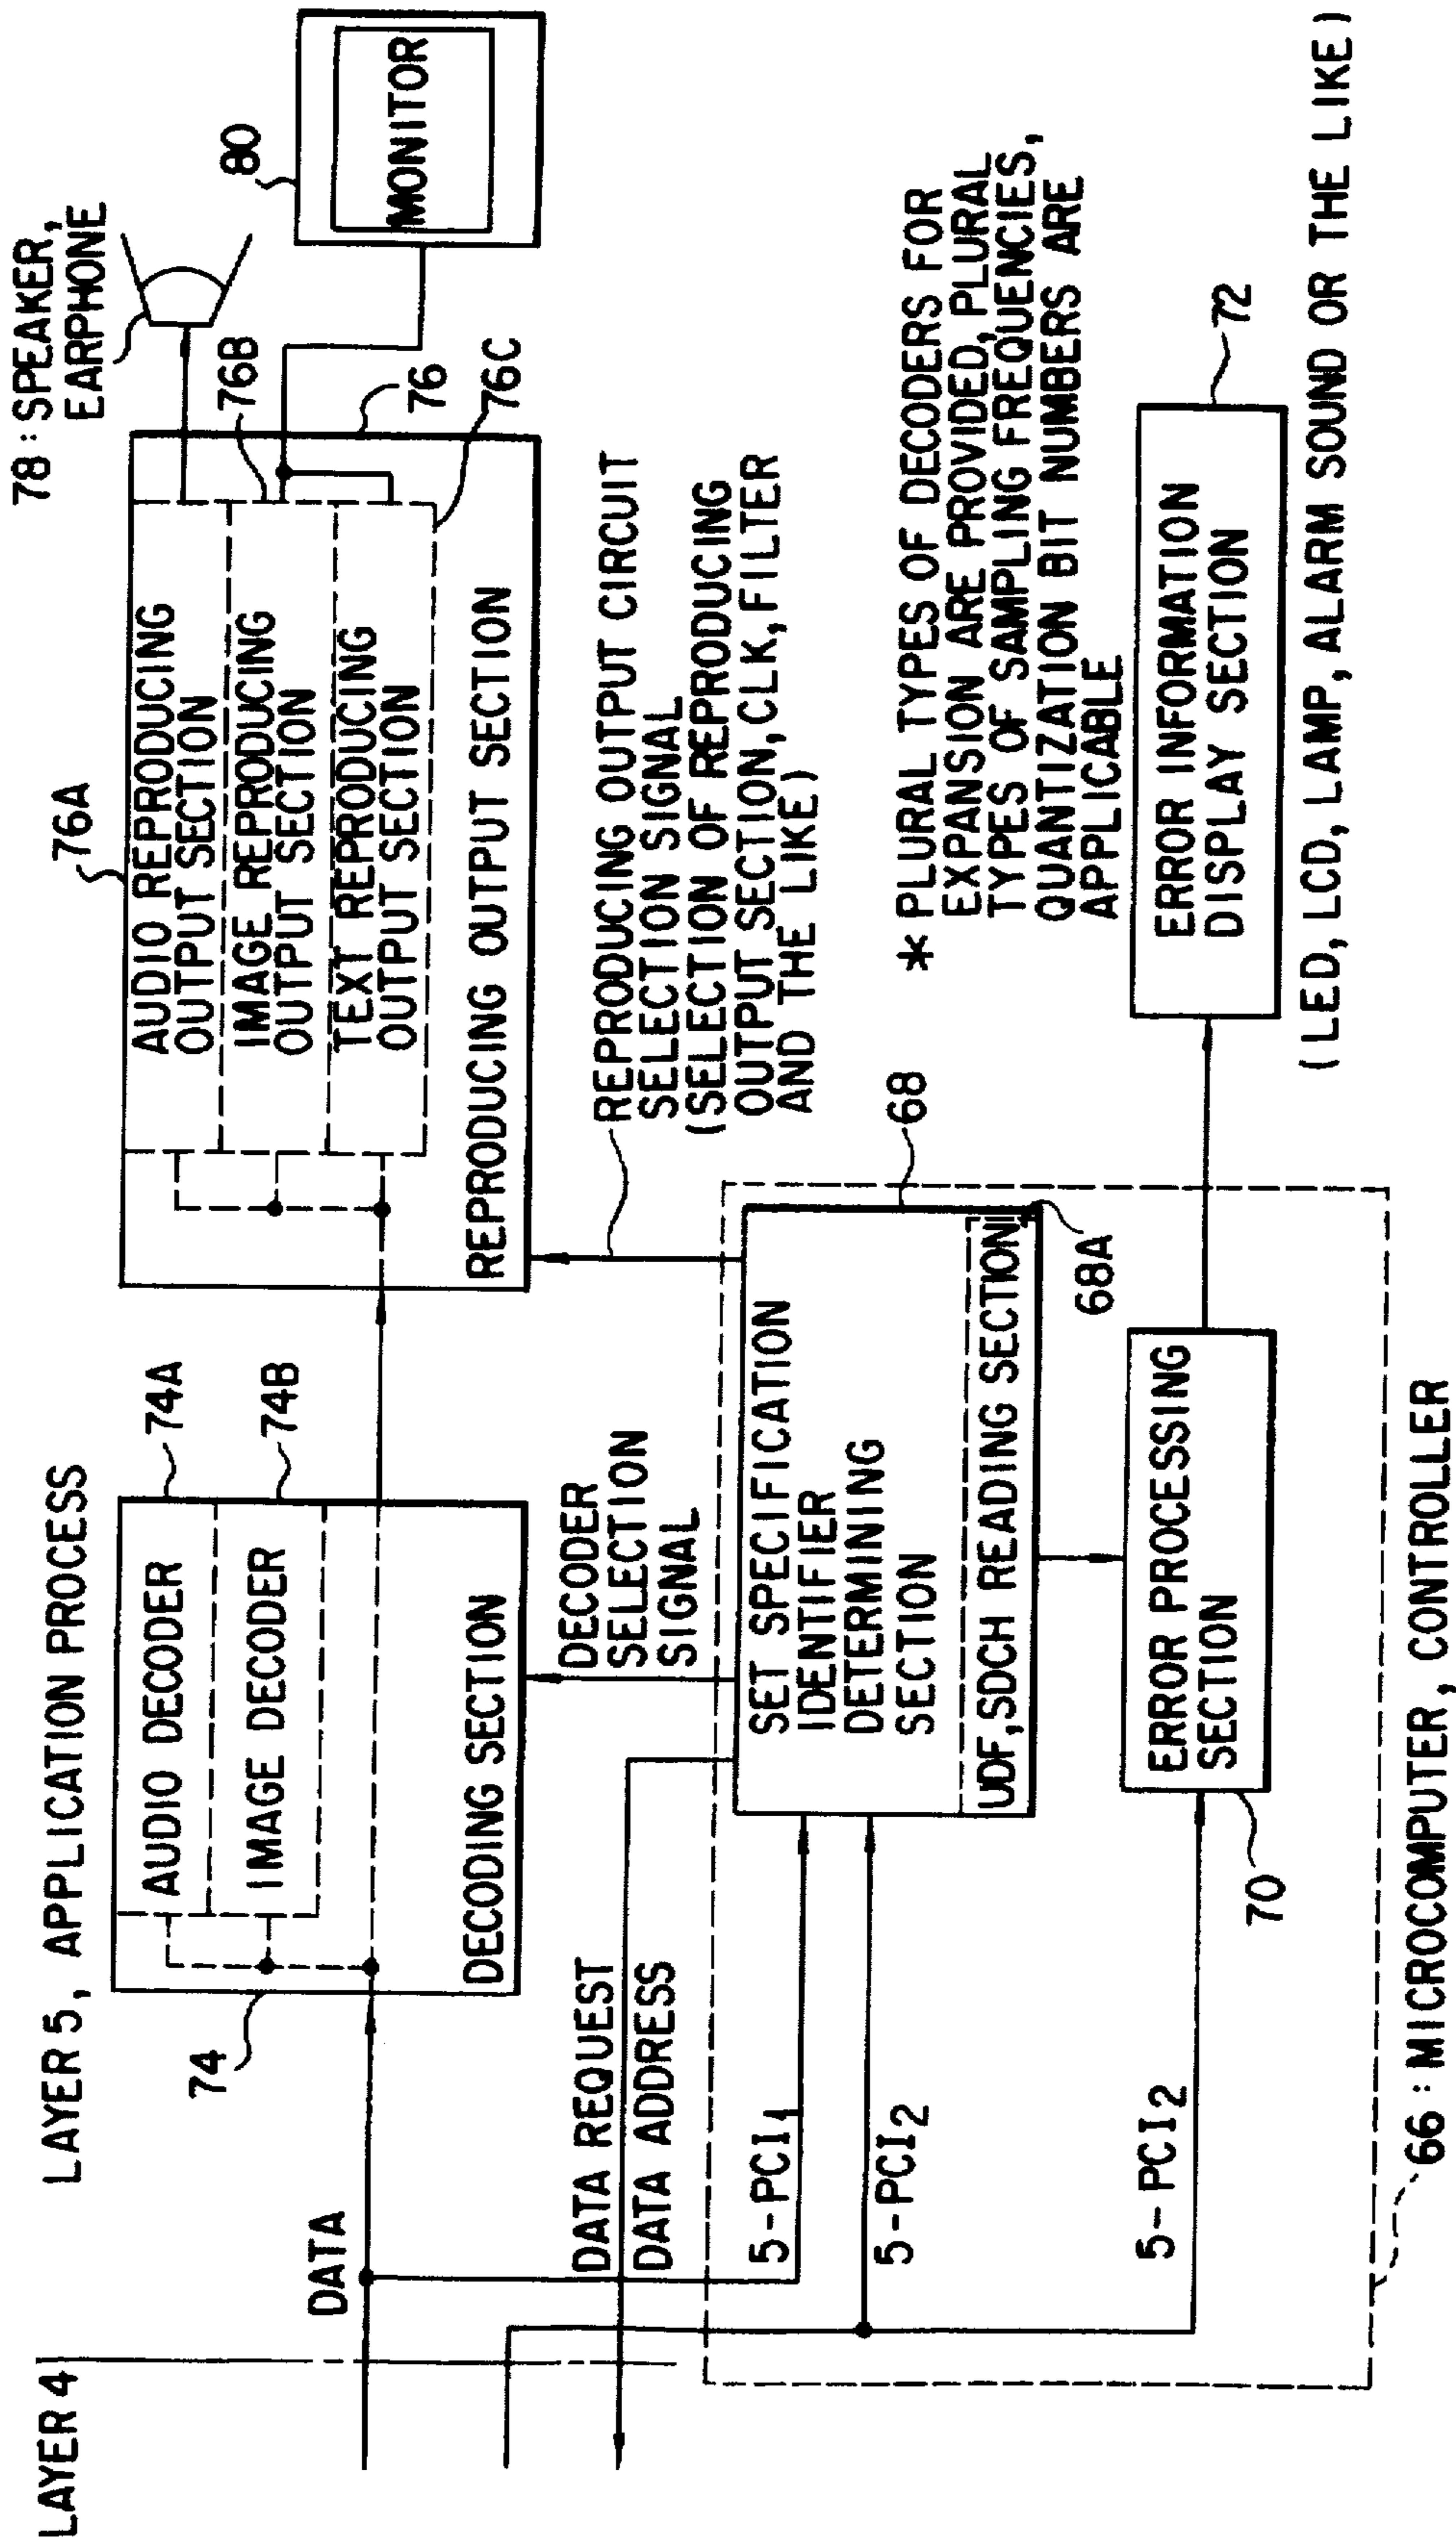 LAYER 4
LAYER 5, APPLICATION PROCESS
DATA
74
AUDIO DECODER
74A
IMAGE DECODER
74B
DECODING SECTION
76A
AUDIO REPRODUCING
OUTPUT SECTION
IMAGE REPRODUCING
OUTPUT SECTION
TEXT REPRODUCING
OUTPUT SECTION
REPRODUCING OUTPUT SECTION
78 : SPEAKER,
EARPHONE
76B
76
76C
80
MONITOR
DATA REQUEST
DATA ADDRESS
DECODER
SELECTION
SIGNAL
REPRODUCING OUTPUT CIRCUIT
SELECTION SIGNAL
(SELECTION OF REPRODUCING
OUTPUT SECTION, CLK, FILTER
AND THE LIKE)
5-PCI1
5-PCI2
5-PCI2
SET SPECIFICATION
IDENTIFIER
DETERMINING
SECTION
UDF, SDCH READING SECTION
68
68A
* PLURAL TYPES OF DECODERS FOR
EXPANSION ARE PROVIDED, PLURAL
TYPES OF SAMPLING FREQUENCIES,
QUANTIZATION BIT NUMBERS ARE
APPLICABLE
70
ERROR PROCESSING
SECTION
72
ERROR INFORMATION
DISPLAY SECTION
(LED, LCD, LAMP, ALARM SOUND OR THE LIKE)
66 : MICROCOMPUTER, CONTROLLER